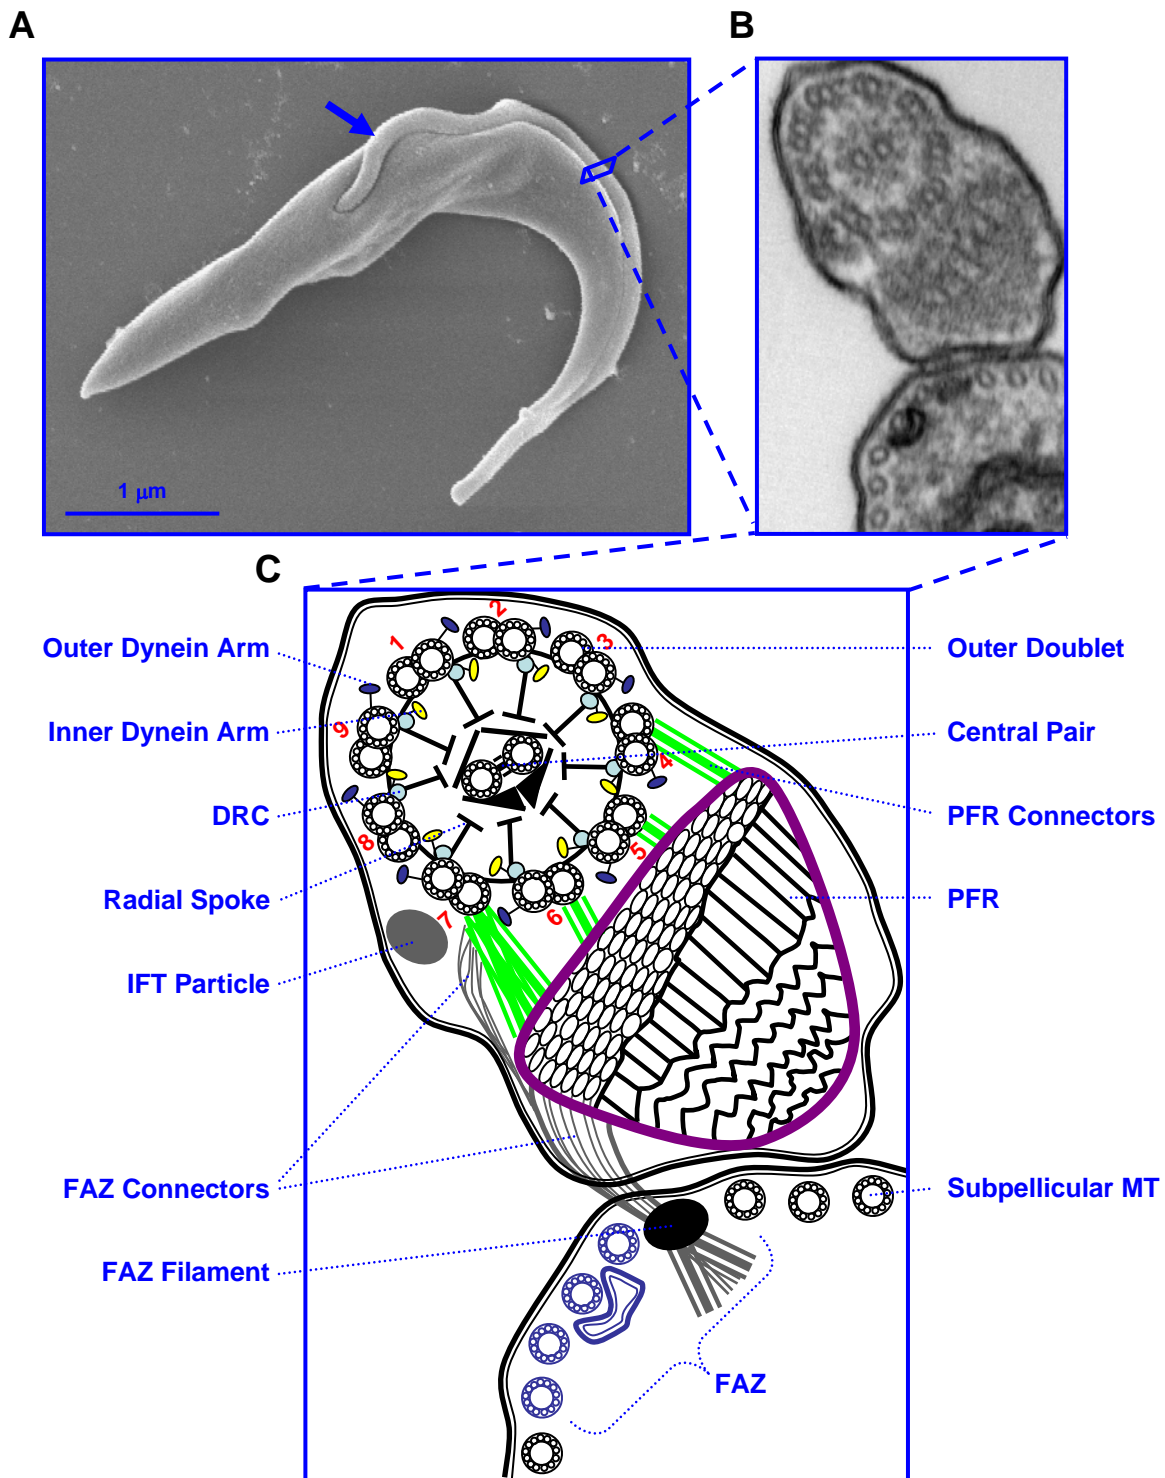 A
B
1 μm
C
Outer Dynein Arm
Inner Dynein Arm
DRC
Radial Spoke
IFT Particle
FAZ Connectors
FAZ Filament
1
2
3
4
5
6
7
8
9
Outer Doublet
Central Pair
PFR Connectors
PFR
Subpellicular MT
FAZ